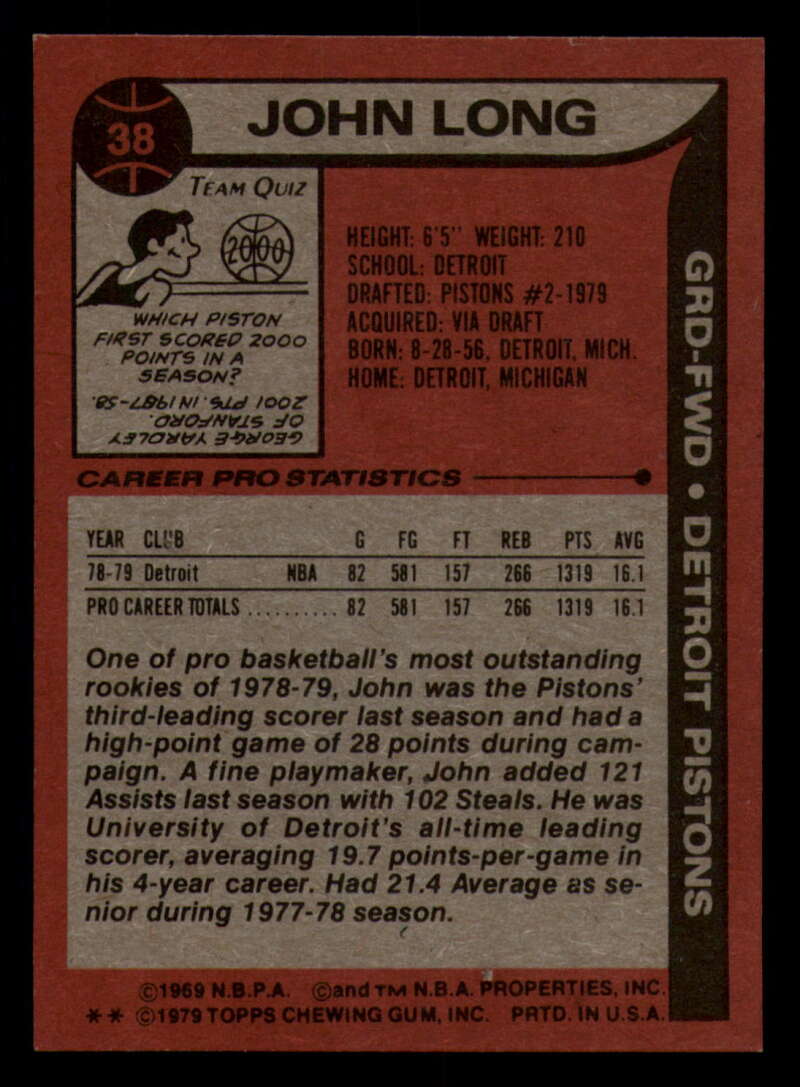 38
JOHN LONG
TEAM QUIZ
2000
WHICH PISTON
FIRST SCORED 2000
POINTS IN A
SEASON?
GEORGE YARDLEY
OF STANFORD.
2001 PTS. IN 1957-58.
HEIGHT: 6'5" WEIGHT: 210
SCHOOL: DETROIT
DRAFTED: PISTONS #2-1979
ACQUIRED: VIA DRAFT
BORN: 8-28-56, DETROIT, MICH.
HOME: DETROIT, MICHIGAN
GRD-FWD • DETROIT PISTONS
CAREER PRO STATISTICS
YEAR CLUB G FG FT REB PTS AVG
78-79 Detroit NBA 82 581 157 266 1319 16.1
PRO CAREER TOTALS .......... 82 581 157 266 1319 16.1
One of pro basketball's most outstanding
rookies of 1978-79, John was the Pistons'
third-leading scorer last season and had a
high-point game of 28 points during cam-
paign. A fine playmaker, John added 121
Assists last season with 102 Steals. He was
University of Detroit's all-time leading
scorer, averaging 19.7 points-per-game in
his 4-year career. Had 21.4 Average as se-
nior during 1977-78 season.
©1969 N.B.P.A. ©and TM N.B.A. PROPERTIES, INC.
** ©1979 TOPPS CHEWING GUM, INC. PRTD. IN U.S.A.